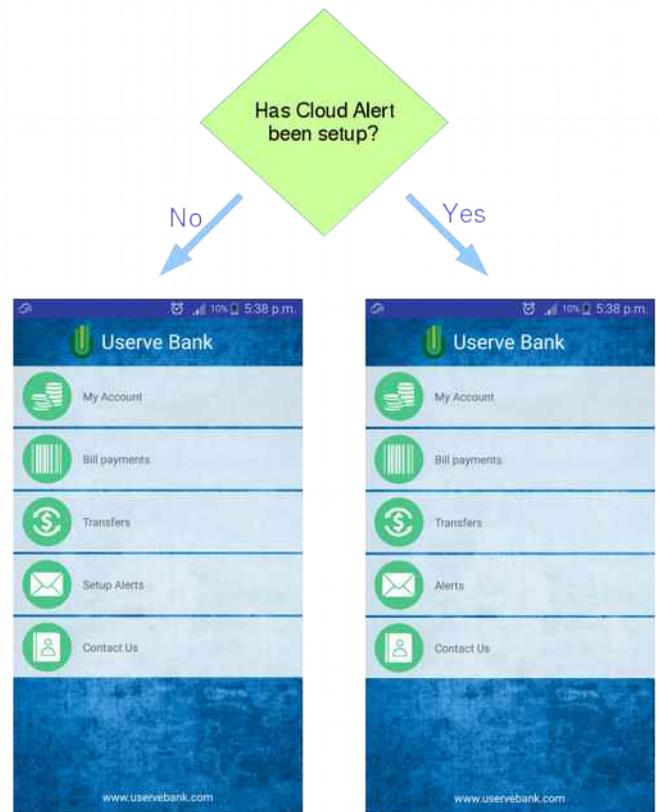 Has Cloud Alert
been setup?
No
Yes
10% 5:38 p.m.
Userve Bank
My Account
Bill payments
Transfers
Setup Alerts
Contact Us
www.uservebank.com
10% 5:38 p.m.
Userve Bank
My Account
Bill payments
Transfers
Alerts
Contact Us
www.uservebank.com